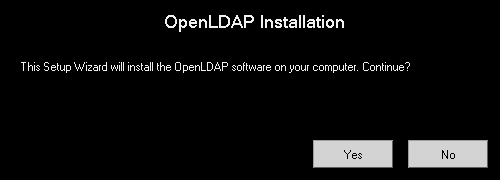 OpenLDAP Installation
This Setup Wizard will install the OpenLDAP software on your computer. Continue?
Yes
No